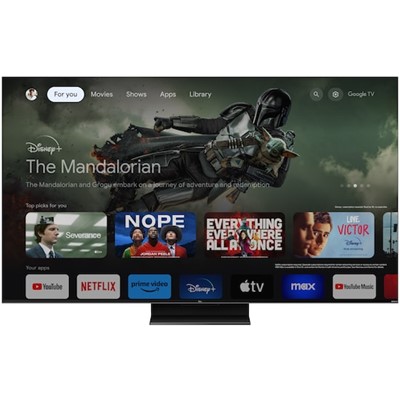 For you Movies Shows Apps Library Google TV
Disney+
The Mandalorian
The Mandalorian and Grogu embark on a journey of adventure and redemption.
Top picks for you
Severance
NOPE
JORDAN PEELE
EVERYTHING
EVERYWHERE
ALL AT ONCE
LOVE,
VICTOR
Disney+
Your apps
YouTube NETFLIX prime video Disney+ tv max YouTube Music